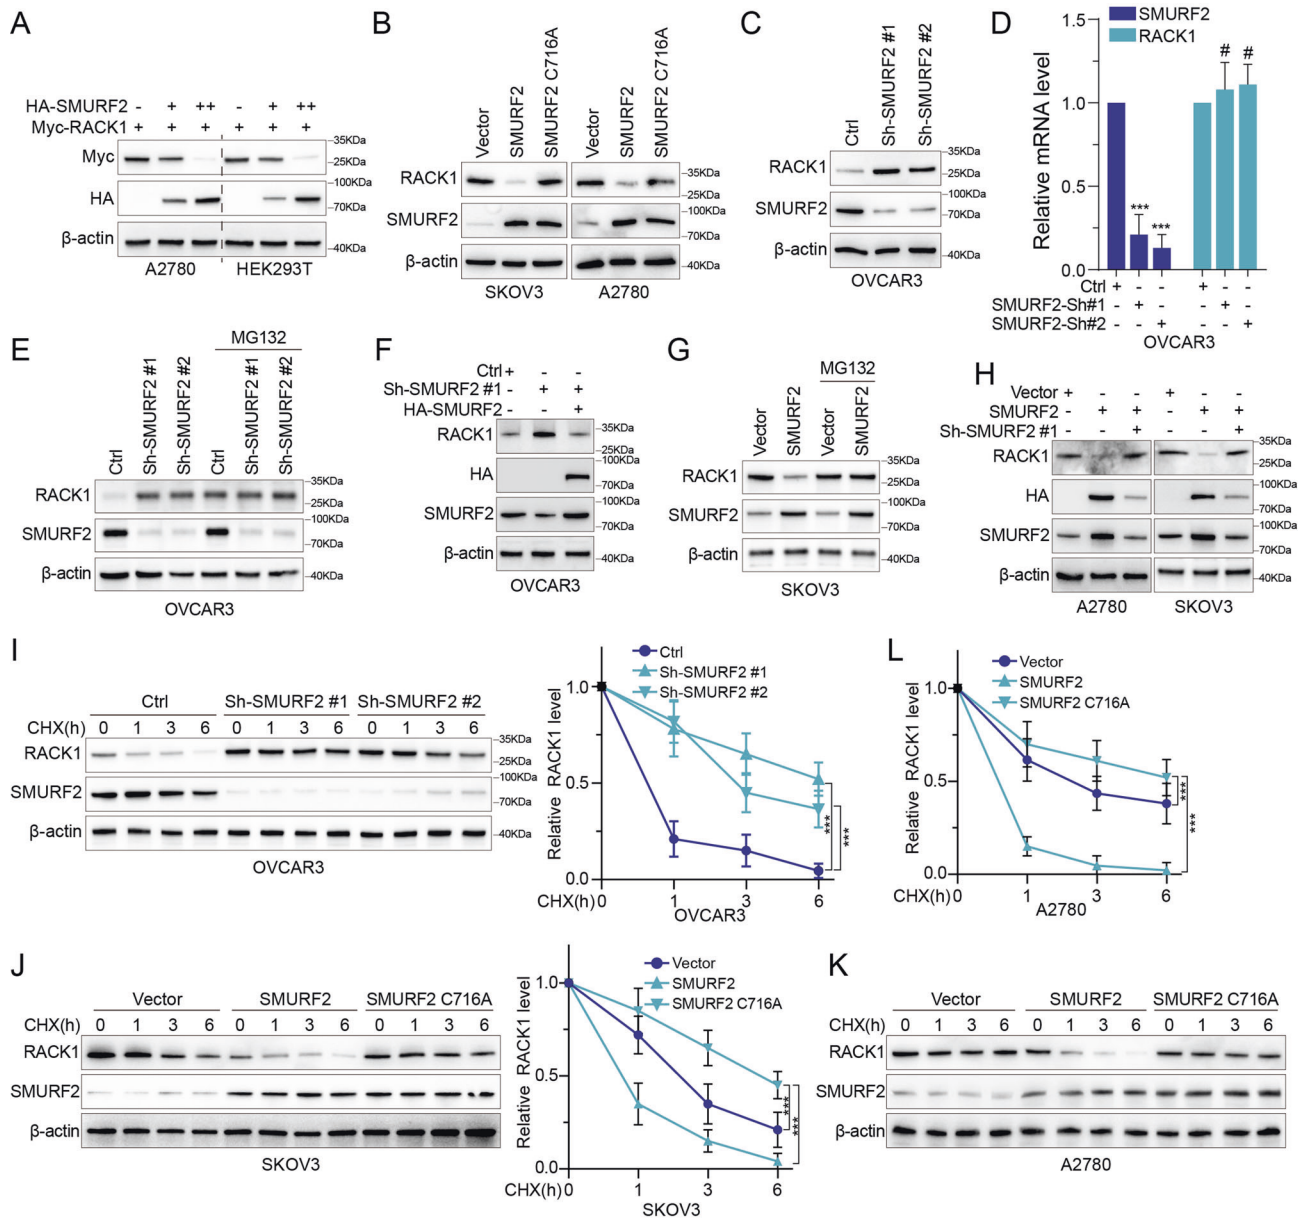 A
HA-SMURF2 - + ++ - + ++
Myc-RACK1 + + + + + +
Myc
HA
β-actin
35KDa
25KDa
100KDa
70KDa
40KDa
A2780 HEK293T
B
Vector SMURF2 SMURF2 C716A Vector SMURF2 SMURF2 C716A
RACK1
SMURF2
β-actin
35KDa
25KDa
100KDa
70KDa
40KDa
SKOV3 A2780
C
Ctrl Sh-SMURF2 #1 Sh-SMURF2 #2
RACK1
SMURF2
β-actin
35KDa
25KDa
100KDa
70KDa
40KDa
OVCAR3
D
SMURF2
RACK1
Relative mRNA level
1.5
1.0
0.5
0.0
*** *** # #
Ctrl + - - + - -
SMURF2-Sh#1 - + - - + -
SMURF2-Sh#2 - - + - - +
OVCAR3
E
MG132
Ctrl Sh-SMURF2 #1 Sh-SMURF2 #2 Ctrl Sh-SMURF2 #1 Sh-SMURF2 #2
RACK1
SMURF2
β-actin
35KDa
25KDa
100KDa
70KDa
40KDa
OVCAR3
F
Ctrl + - -
Sh-SMURF2 #1 - + +
HA-SMURF2 - - +
RACK1
HA
SMURF2
β-actin
35KDa
25KDa
100KDa
70KDa
100KDa
70KDa
40KDa
OVCAR3
G
MG132
Vector SMURF2 Vector SMURF2
RACK1
SMURF2
β-actin
35KDa
25KDa
100KDa
70KDa
40KDa
SKOV3
H
Vector + - - + - -
SMURF2 - + + - + +
Sh-SMURF2 #1 - - + - - +
RACK1
HA
SMURF2
β-actin
35KDa
25KDa
100KDa
70KDa
100KDa
70KDa
40KDa
A2780 SKOV3
I
Ctrl Sh-SMURF2 #1 Sh-SMURF2 #2
CHX(h) 0 1 3 6 0 1 3 6 0 1 3 6
RACK1
SMURF2
β-actin
35KDa
25KDa
100KDa
70KDa
40KDa
OVCAR3
Ctrl
Sh-SMURF2 #1
Sh-SMURF2 #2
Relative RACK1 level
1.0
0.5
0.0
*** ***
CHX(h) 0 1 3 6
OVCAR3
L
Vector
SMURF2
SMURF2 C716A
Relative RACK1 level
1.0
0.5
0.0
*** ***
CHX(h) 0 1 3 6
A2780
J
Vector SMURF2 SMURF2 C716A
CHX(h) 0 1 3 6 0 1 3 6 0 1 3 6
RACK1
SMURF2
β-actin
SKOV3
Vector
SMURF2
SMURF2 C716A
Relative RACK1 level
1.0
0.5
0.0
*** ***
CHX(h) 0 1 3 6
SKOV3
K
Vector SMURF2 SMURF2 C716A
CHX(h) 0 1 3 6 0 1 3 6 0 1 3 6
RACK1
SMURF2
β-actin
A2780